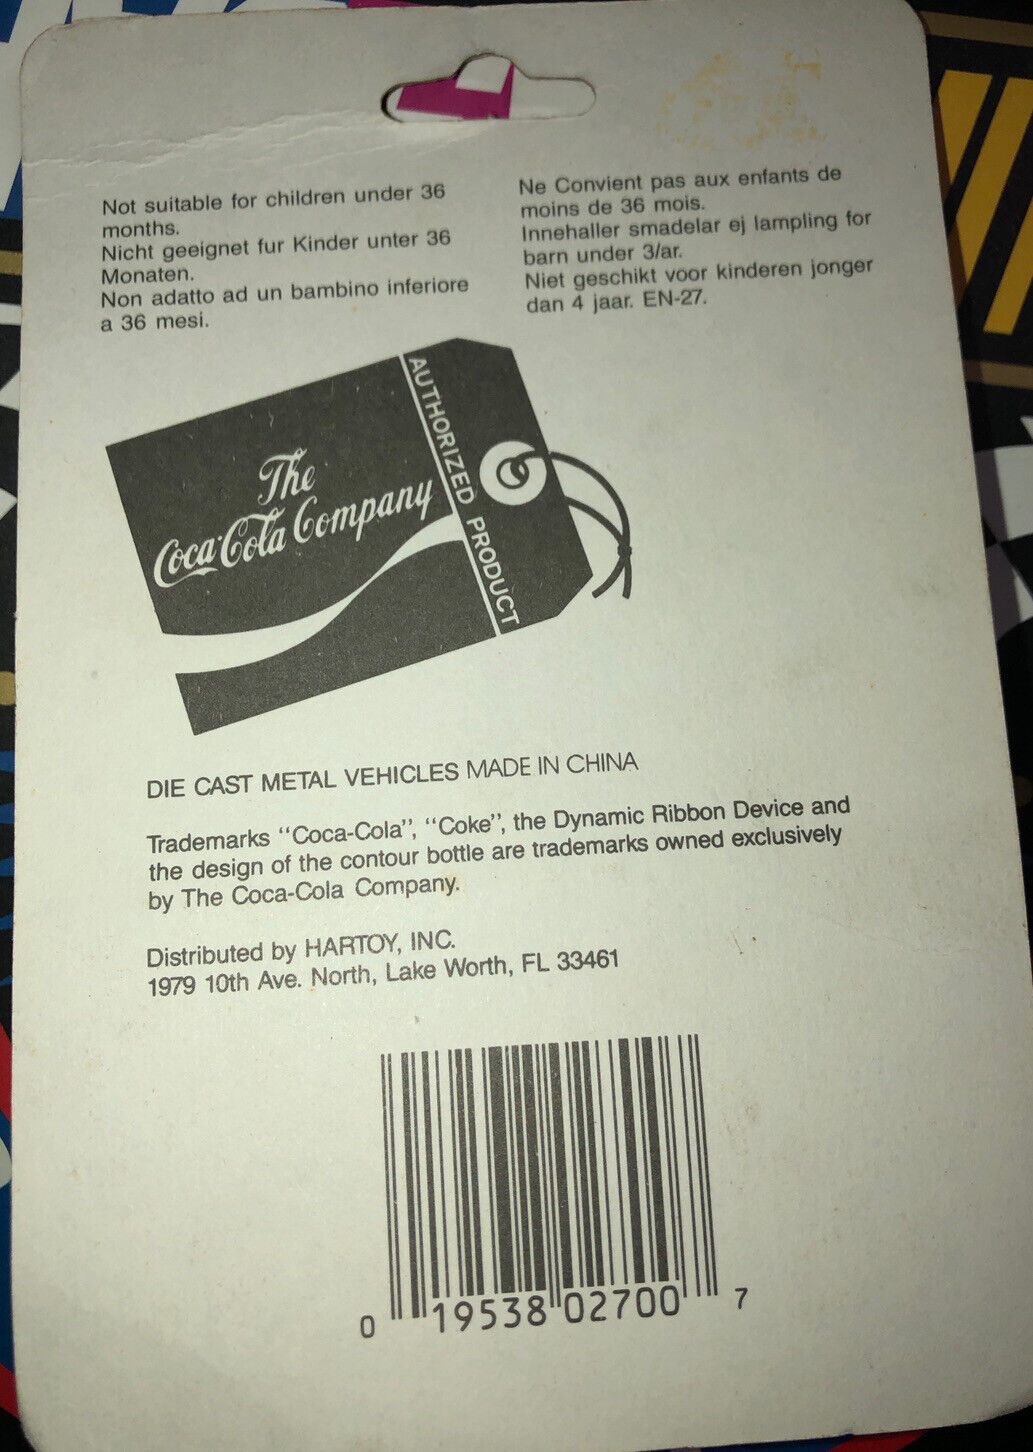 Not suitable for children under 36
months.
Nicht geeignet fur Kinder unter 36
Monaten.
Non adatto ad un bambino inferiore
a 36 mesi.
Ne Convient pas aux enfants de
moins de 36 mois.
Innehaller smadelar ej lampling for
barn under 3/ar.
Niet geschikt voor kinderen jonger
dan 4 jaar. EN-27.
The
Coca-Cola Company
AUTHORIZED PRODUCT
DIE CAST METAL VEHICLES MADE IN CHINA
Trademarks "Coca-Cola", "Coke", the Dynamic Ribbon Device and
the design of the contour bottle are trademarks owned exclusively
by The Coca-Cola Company.
Distributed by HARTOY, INC.
1979 10th Ave. North, Lake Worth, FL 33461
0 19538 02700 7